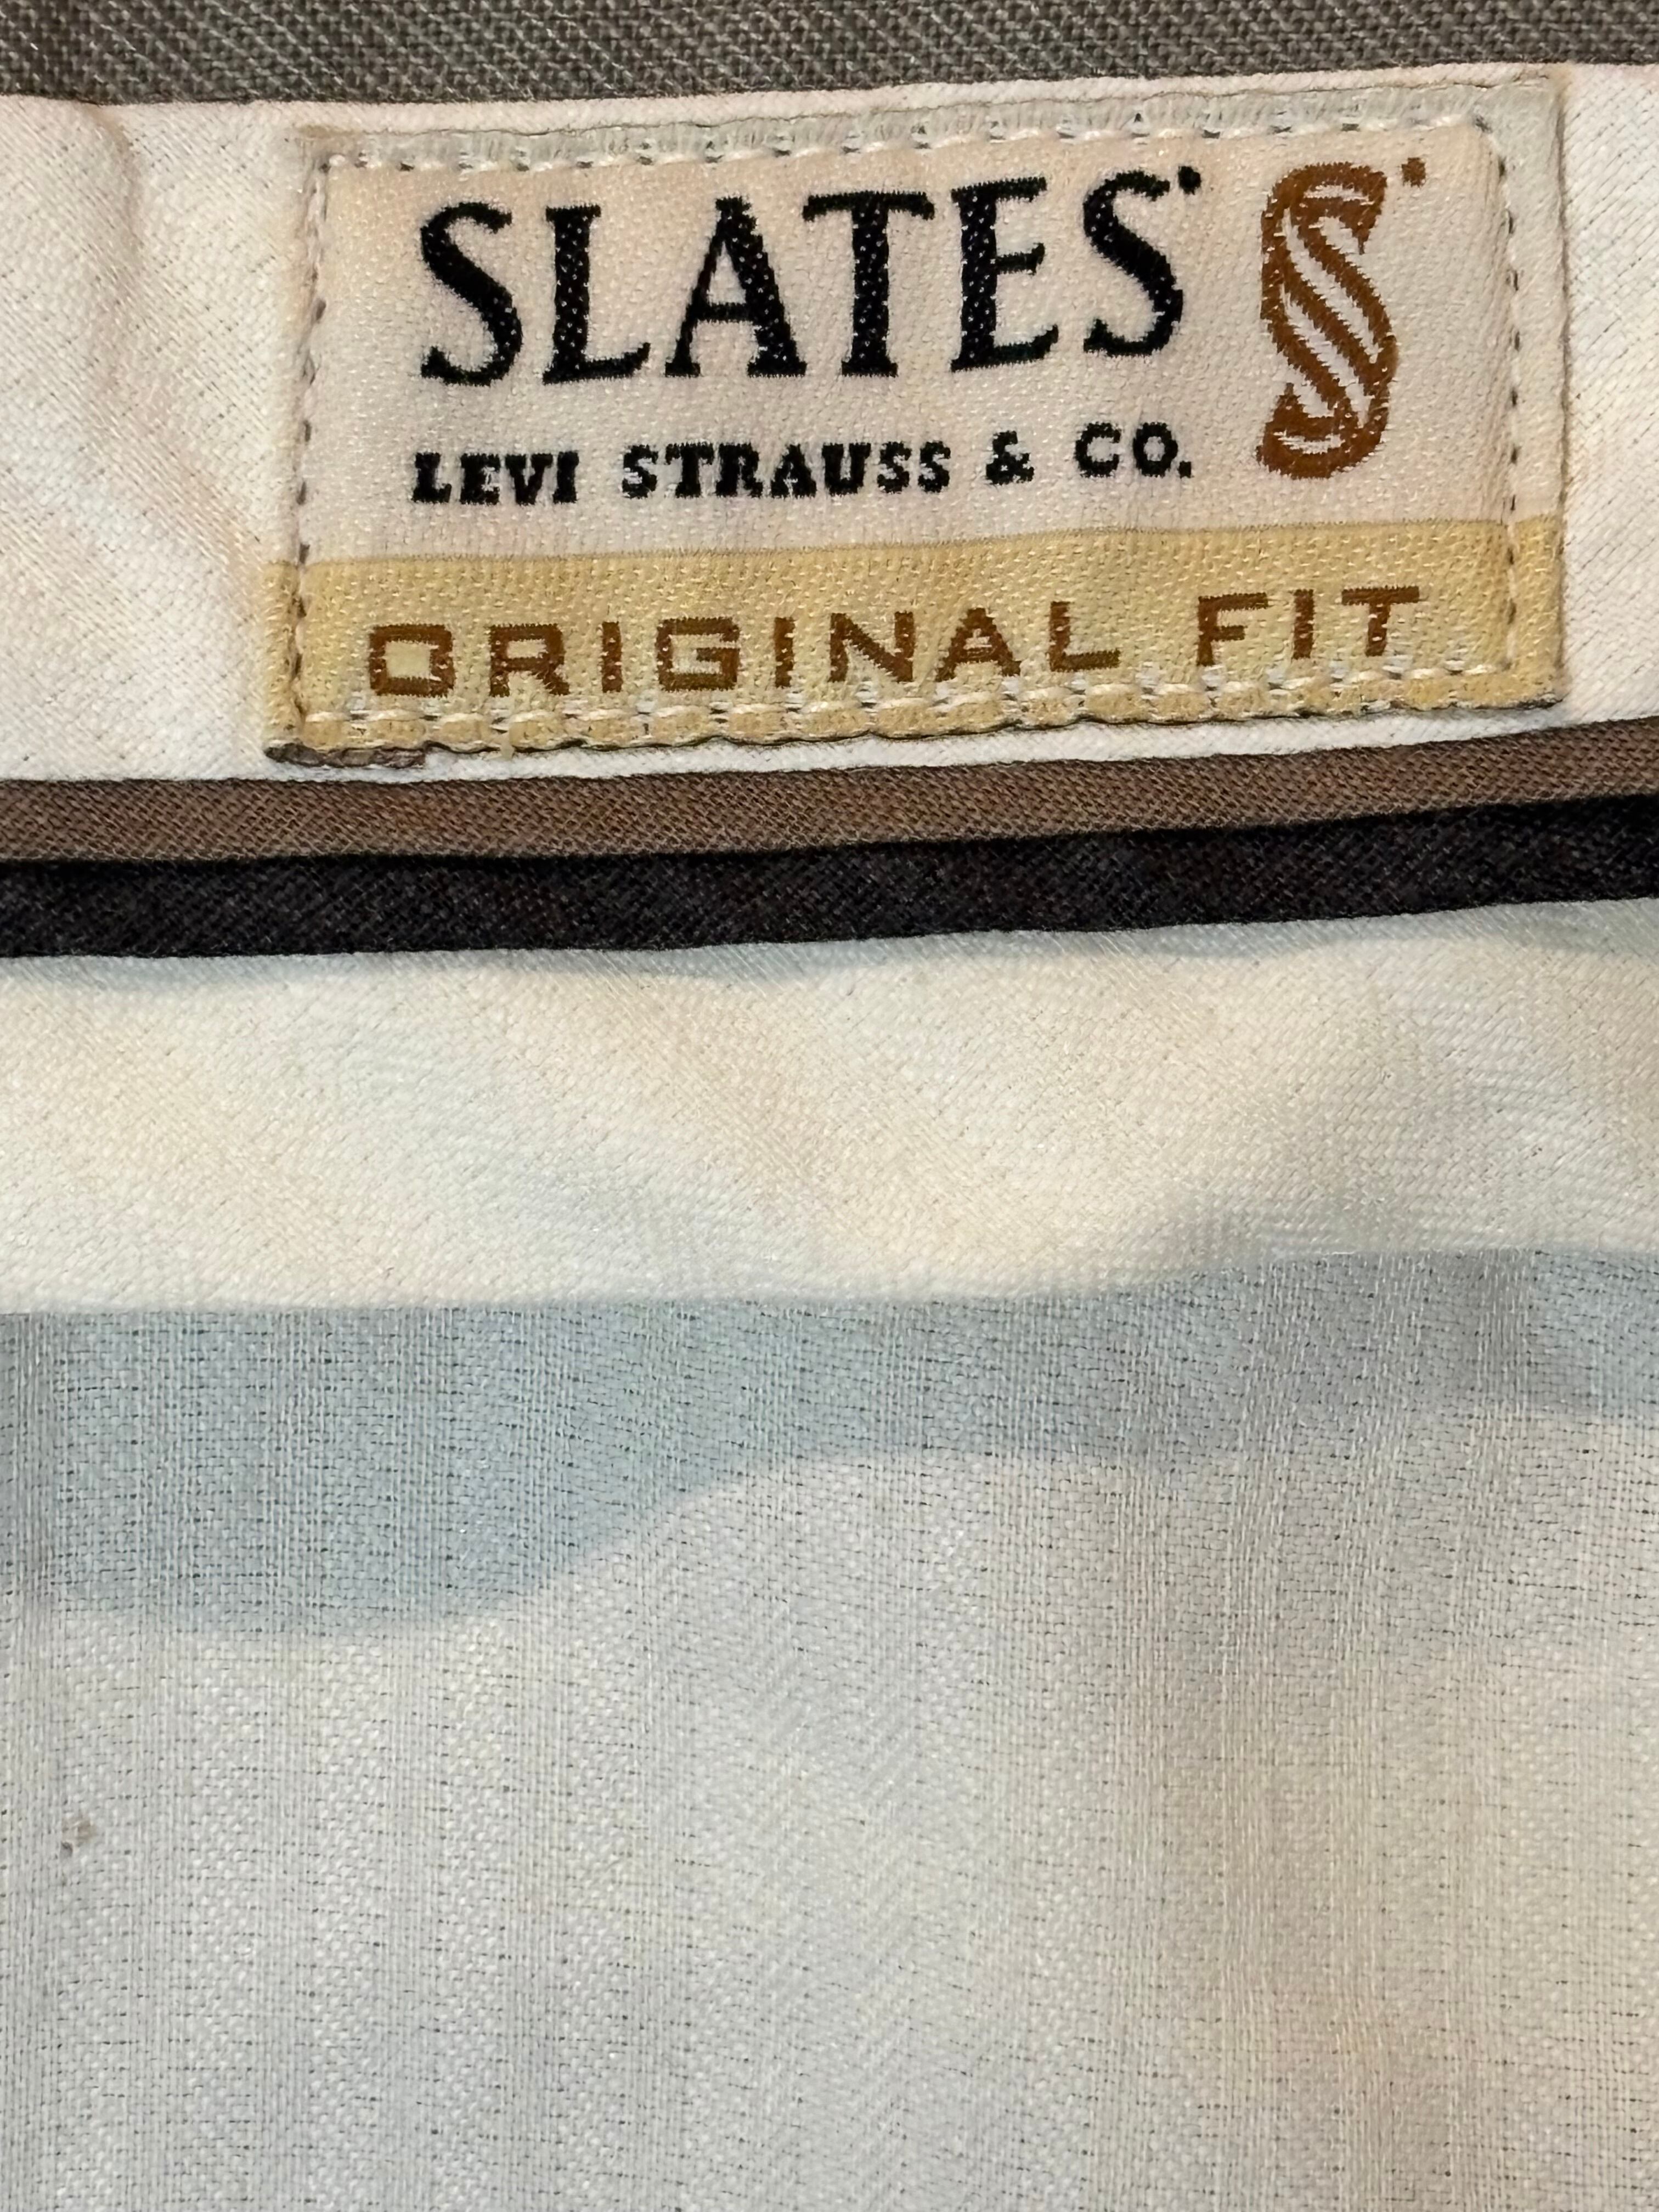 SLATES S
LEVI STRAUSS & CO.
ORIGINAL FIT